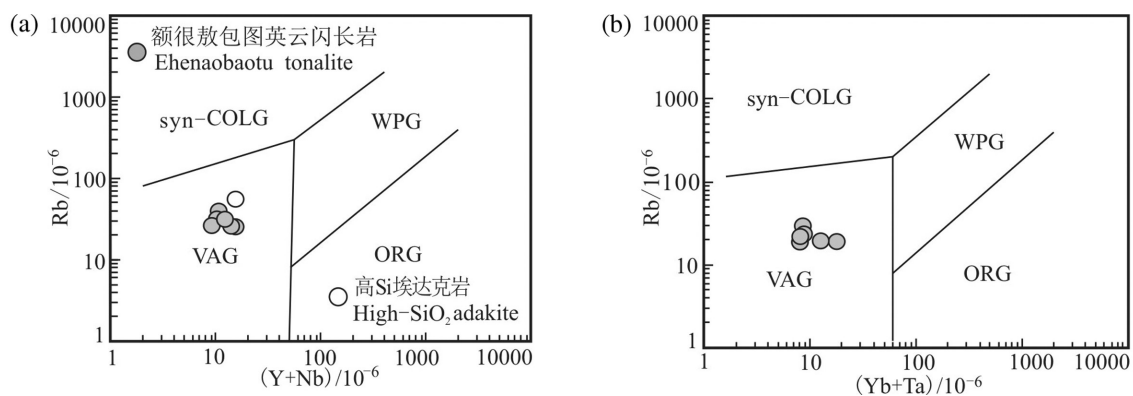 (a)
10000
额很敖包图英云闪长岩
Ehenaobaotu tonalite
1000
syn-COLG
WPG
Rb/10⁻⁶
100
VAG
ORG
10
高Si埃达克岩
High-SiO₂adakite
1
1
10
100
1000
10000
(Y+Nb)/10⁻⁶
(b)
10000
1000
syn-COLG
WPG
Rb/10⁻⁶
100
VAG
ORG
10
1
1
10
100
1000
10000
(Yb+Ta)/10⁻⁶